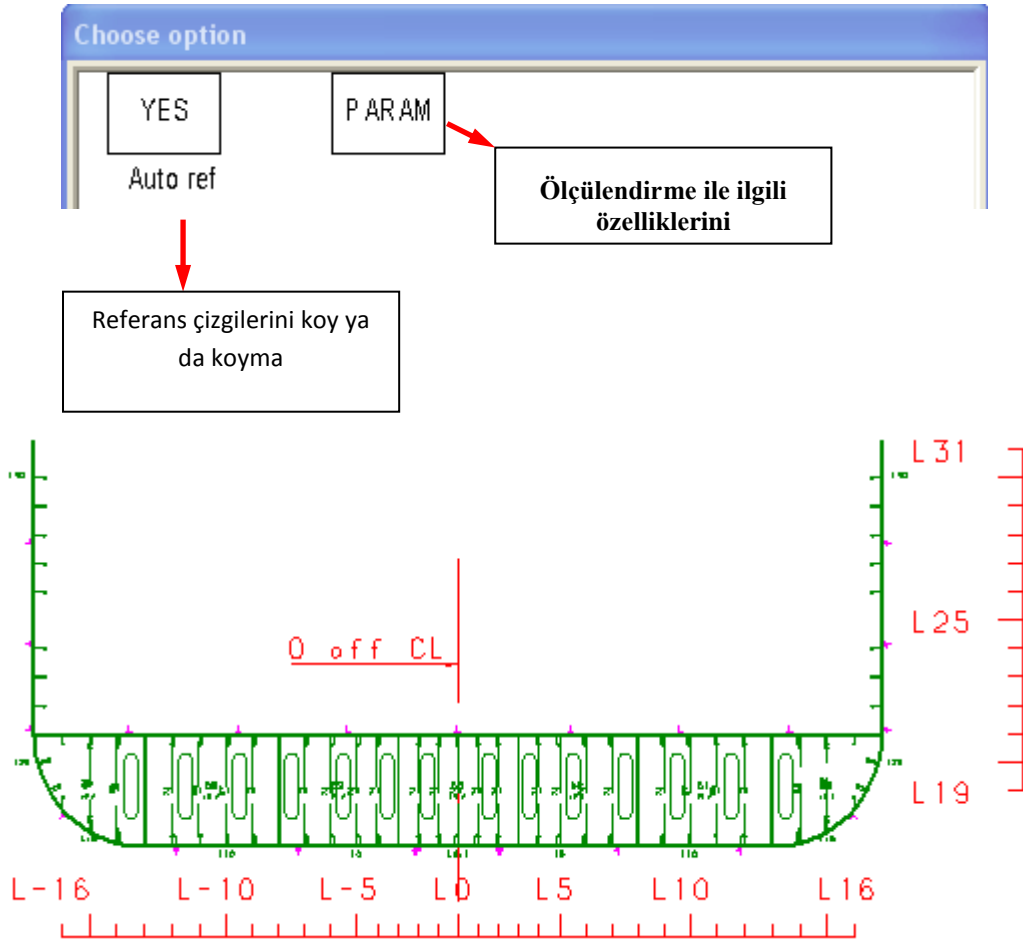 Choose option
YES
PARAM
Auto ref
Ölçülendirme ile ilgili
özelliklerini
Referans çizgilerini koy ya
da koyma
L31
L25
O off CL
L19
L-16 L-10 L-5 L0 L5 L10 L16